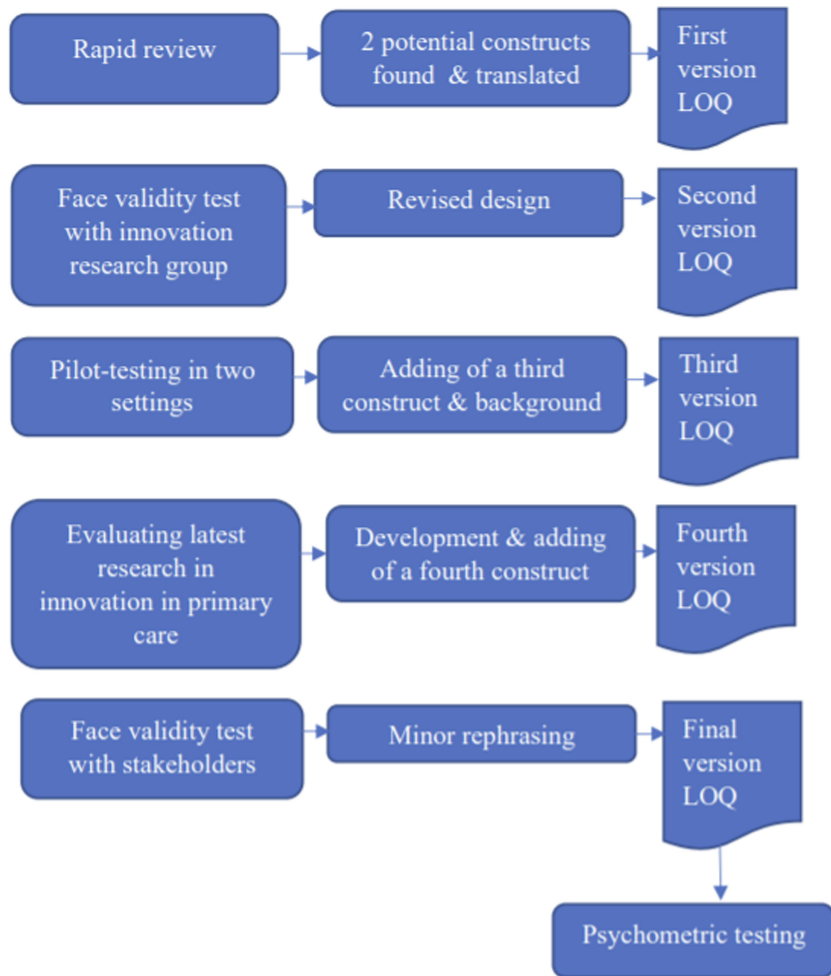 Rapid review
2 potential constructs
found & translated
First
version
LOQ
Face validity test
with innovation
research group
Revised design
Second
version
LOQ
Pilot-testing in two
settings
Adding of a third
construct & background
Third
version
LOQ
Evaluating latest
research in
innovation in primary
care
Development & adding
of a fourth construct
Fourth
version
LOQ
Face validity test
with stakeholders
Minor rephrasing
Final
version
LOQ
Psychometric testing